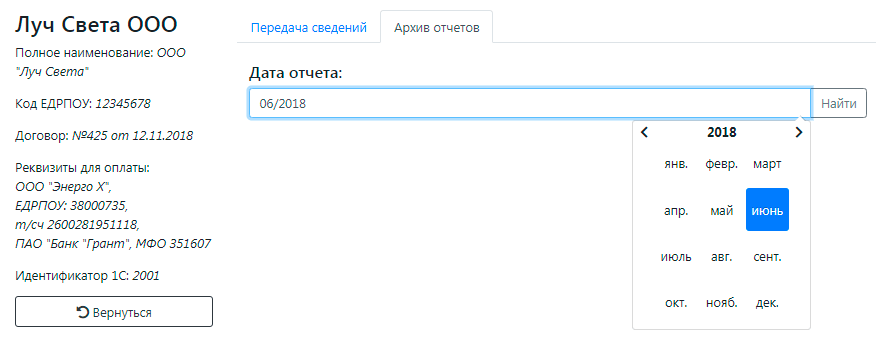 Луч Света ООО
Полное наименование: ООО
"Луч Света"
Код ЕДРПОУ: 12345678
Договор: №425 от 12.11.2018
Реквизиты для оплаты:
ООО "Энерго Х",
ЕДРПОУ: 38000735,
т/сч 2600281951118,
ПАО "Банк "Грант", МФО 351607
Идентификатор 1С: 2001
Вернуться
Передача сведений
Архив отчетов
Дата отчета:
06/2018
Найти
2018
янв. февр. март
апр. май июнь
июль авг. сент.
окт. нояб. дек.